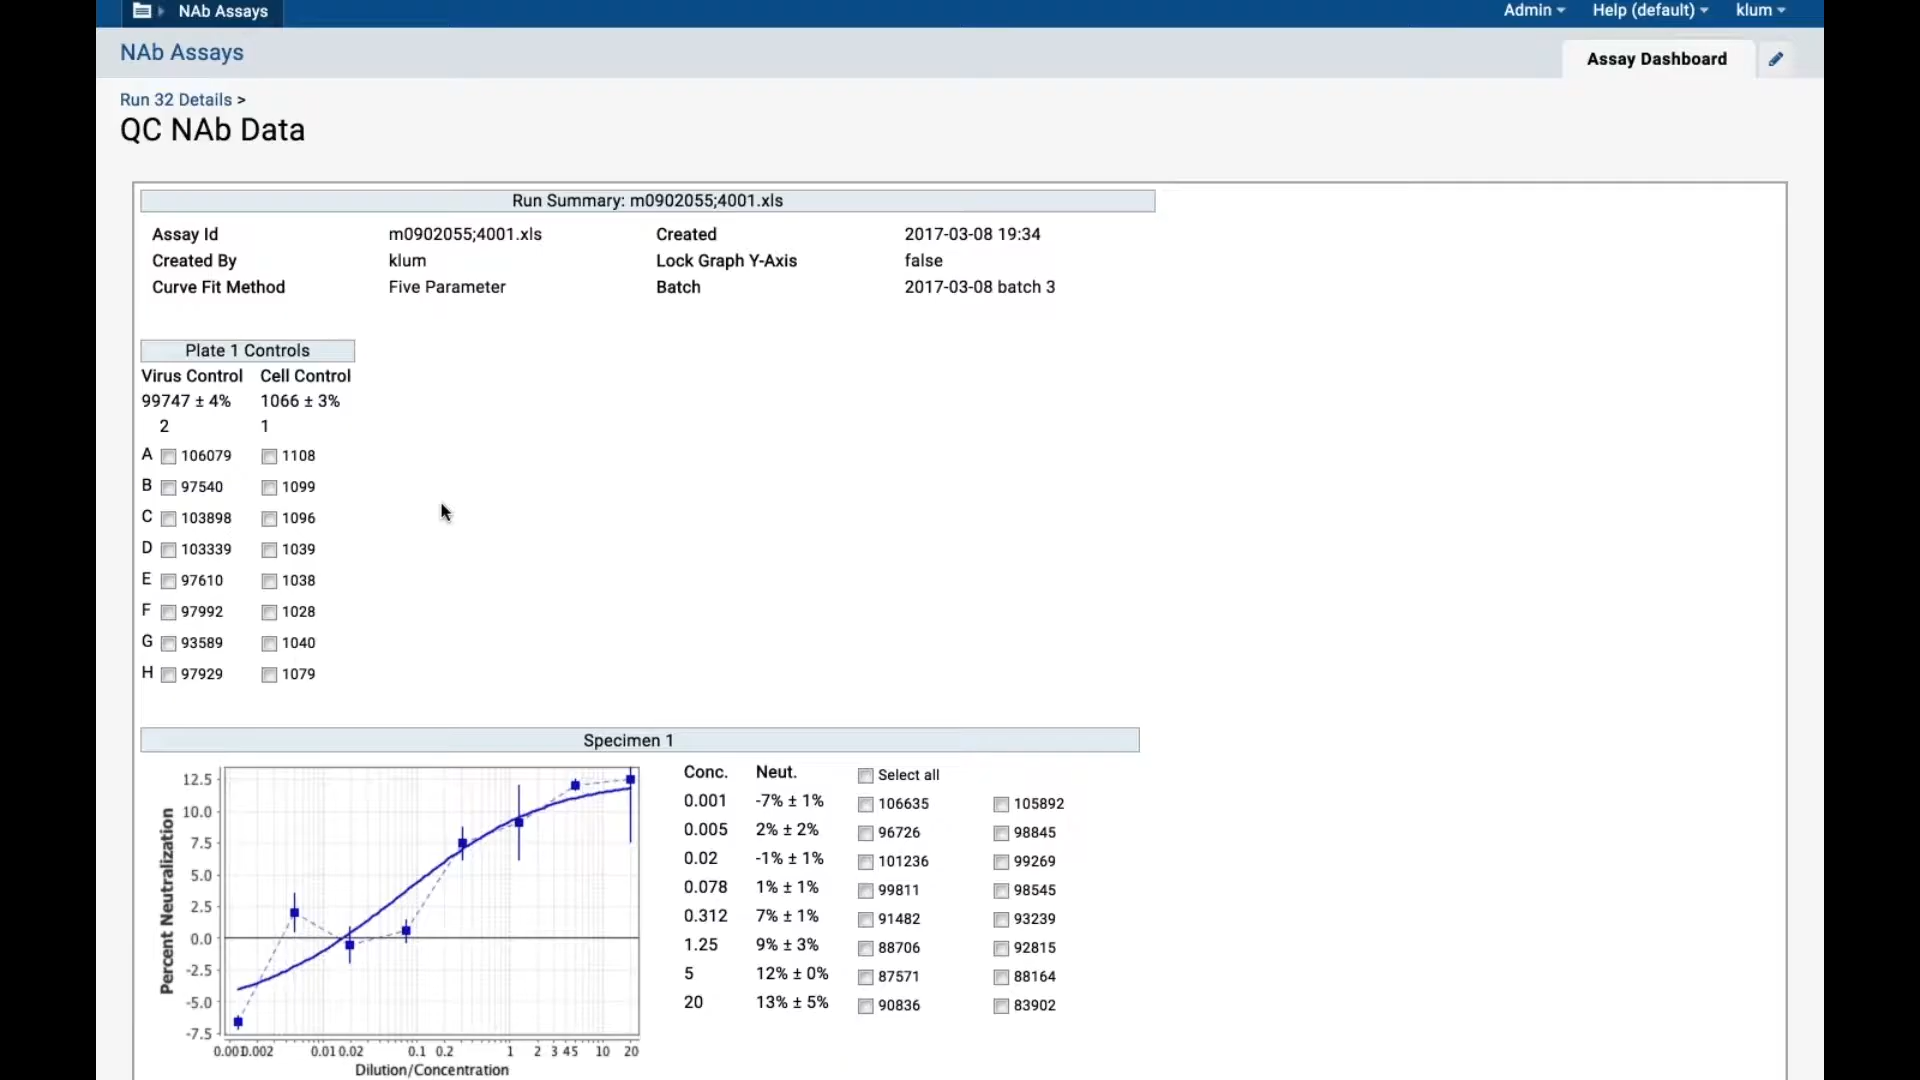 NAb Assays
Admin
Help (default)
klum
NAb Assays
Assay Dashboard
Run 32 Details >
QC NAb Data
Run Summary: m0902055;4001.xls
Assay Id m0902055;4001.xls Created 2017-03-08 19:34
Created By klum Lock Graph Y-Axis false
Curve Fit Method Five Parameter Batch 2017-03-08 batch 3
Plate 1 Controls
Virus Control Cell Control
99747 ± 4% 1066 ± 3%
2 1
A 106079 1108
B 97540 1099
C 103898 1096
D 103339 1039
E 97610 1038
F 97992 1028
G 93589 1040
H 97929 1079
Specimen 1
Percent Neutralization
12.5
10.0
7.5
5.0
2.5
0.0
-2.5
-5.0
-7.5
0.001 0.002 0.01 0.02 0.1 0.2 1 2 3 4 5 10 20
Dilution/Concentration
Conc. Neut. Select all
0.001 -7% ± 1% 106635 105892
0.005 2% ± 2% 96726 98845
0.02 -1% ± 1% 101236 99269
0.078 1% ± 1% 99811 98545
0.312 7% ± 1% 91482 93239
1.25 9% ± 3% 88706 92815
5 12% ± 0% 87571 88164
20 13% ± 5% 90836 83902